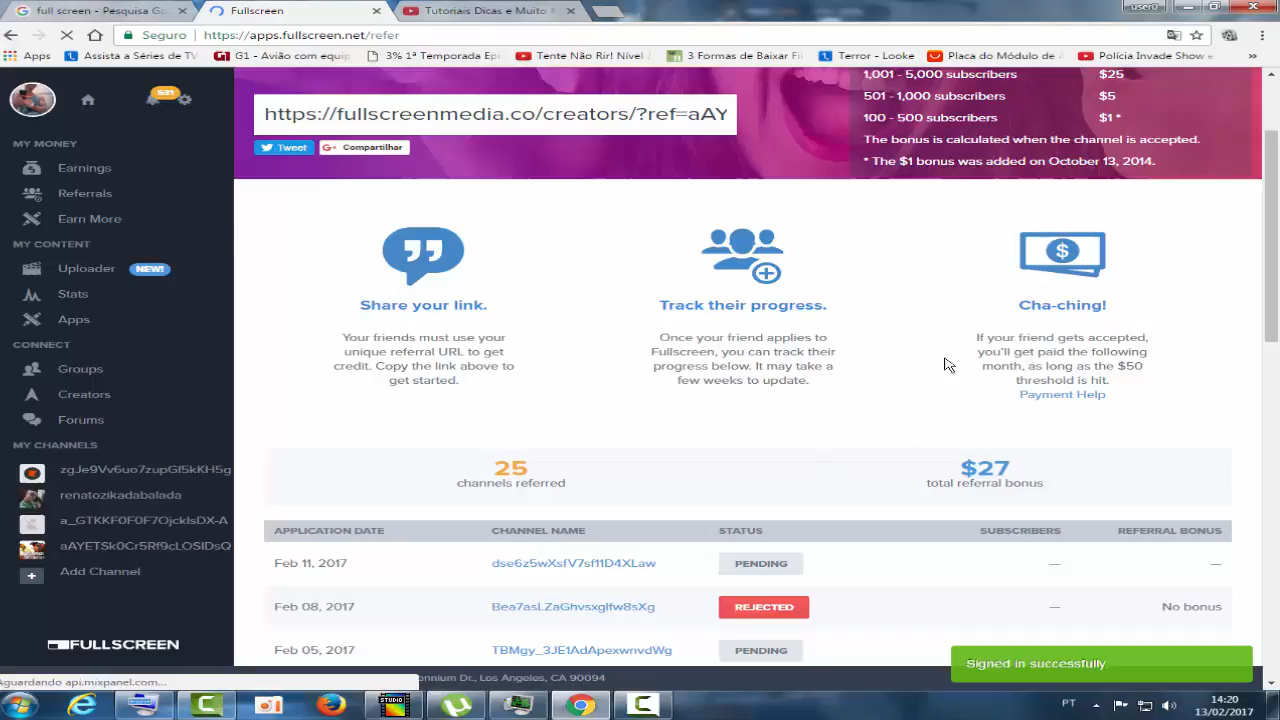 full screen - Pesquisa Go
Fullscreen
Tutoriais Dicas e Muito
user0
Seguro
https://apps.fullscreen.net/refer
Apps
Assista a Séries de TV
G1 - Avião com equip
3% 1ª Temporada Epi
Tente Não Rir! Nível
3 Formas de Baixar Gt
Terror - Looke
Placa do Módulo de A
Polícia Invade Show e
»
531
MY MONEY
Earnings
Referrals
Earn More
MY CONTENT
Uploader NEW!
Stats
Apps
CONNECT
Groups
Creators
Forums
MY CHANNELS
zgJe9Vv6uo7zupGl5kKH5g
renatozikadabalada
a_GTKKF0F0F7OjcklsDX-A
aAYETSk0Cr5Rf9cLOSIDsQ
Add Channel
FULLSCREEN
https://fullscreenmedia.co/creators/?ref=aAY
Tweet
G+ Compartilhar
1,001 - 5,000 subscribers $25
501 - 1,000 subscribers $5
100 - 500 subscribers $1 *
The bonus is calculated when the channel is accepted.
* The $1 bonus was added on October 13, 2014.
Share your link.
Your friends must use your
unique referral URL to get
credit. Copy the link above to
get started.
Track their progress.
Once your friend applies to
Fullscreen, you can track their
progress below. It may take a
few weeks to update.
Cha-ching!
If your friend gets accepted,
you'll get paid the following
month, as long as the $50
threshold is hit.
Payment Help
25
channels referred
$27
total referral bonus
APPLICATION DATE CHANNEL NAME STATUS SUBSCRIBERS REFERRAL BONUS
Feb 11, 2017 dse6z5wXsfV7sf11D4XLaw PENDING — —
Feb 08, 2017 Bea7asLZaGhvsxglfw8sXg REJECTED — No bonus
Feb 05, 2017 TBMgy_3JE1AdApexwnvdWg PENDING
Signed in successfully
Aguardando api.mixpanel.com...
Dr., Los Angeles, CA 90094
STUDIO
PT
14:20
13/02/2017